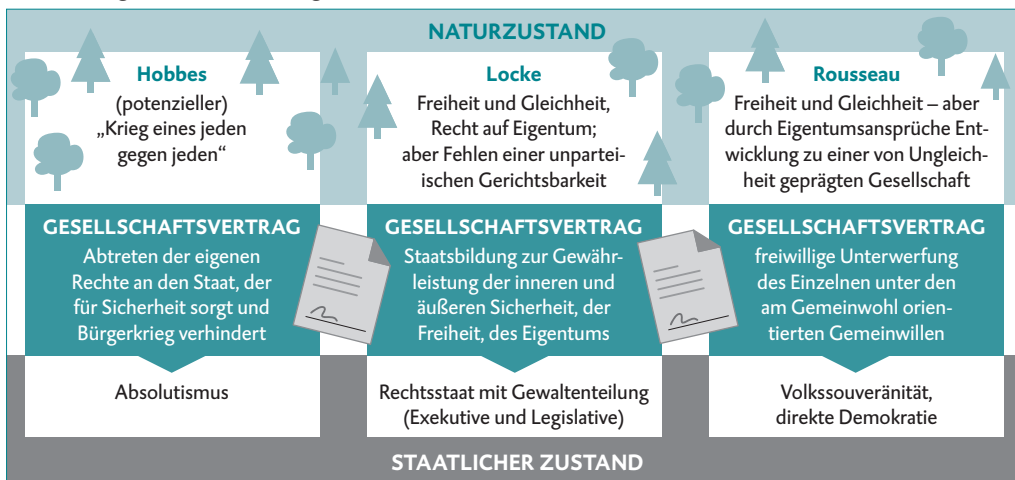 NATURZUSTAND
Hobbes
(potenzieller)
„Krieg eines jeden
gegen jeden“
Locke
Freiheit und Gleichheit,
Recht auf Eigentum;
aber Fehlen einer unpartei-
ischen Gerichtsbarkeit
Rousseau
Freiheit und Gleichheit – aber
durch Eigentumsansprüche Ent-
wicklung zu einer von Ungleich-
heit geprägten Gesellschaft
GESELLSCHAFTSVERTRAG
Abtreten der eigenen
Rechte an den Staat, der
für Sicherheit sorgt und
Bürgerkrieg verhindert
GESELLSCHAFTSVERTRAG
Staatsbildung zur Gewähr-
leistung der inneren und
äußeren Sicherheit, der
Freiheit, des Eigentums
GESELLSCHAFTSVERTRAG
freiwillige Unterwerfung
des Einzelnen unter den
am Gemeinwohl orien-
tierten Gemeinwillen
Absolutismus
Rechtsstaat mit Gewaltenteilung
(Exekutive und Legislative)
Volkssouveränität,
direkte Demokratie
STAATLICHER ZUSTAND